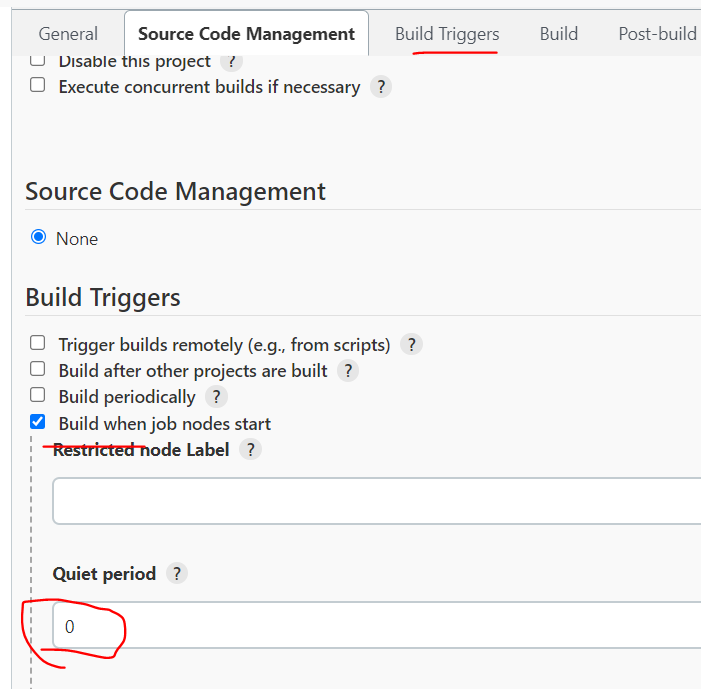 General Source Code Management Build Triggers Build Post-build
Disable this project ?
Execute concurrent builds if necessary ?
Source Code Management
None
Build Triggers
Trigger builds remotely (e.g., from scripts) ?
Build after other projects are built ?
Build periodically ?
Build when job nodes start
Restricted node Label ?
Quiet period ?
0